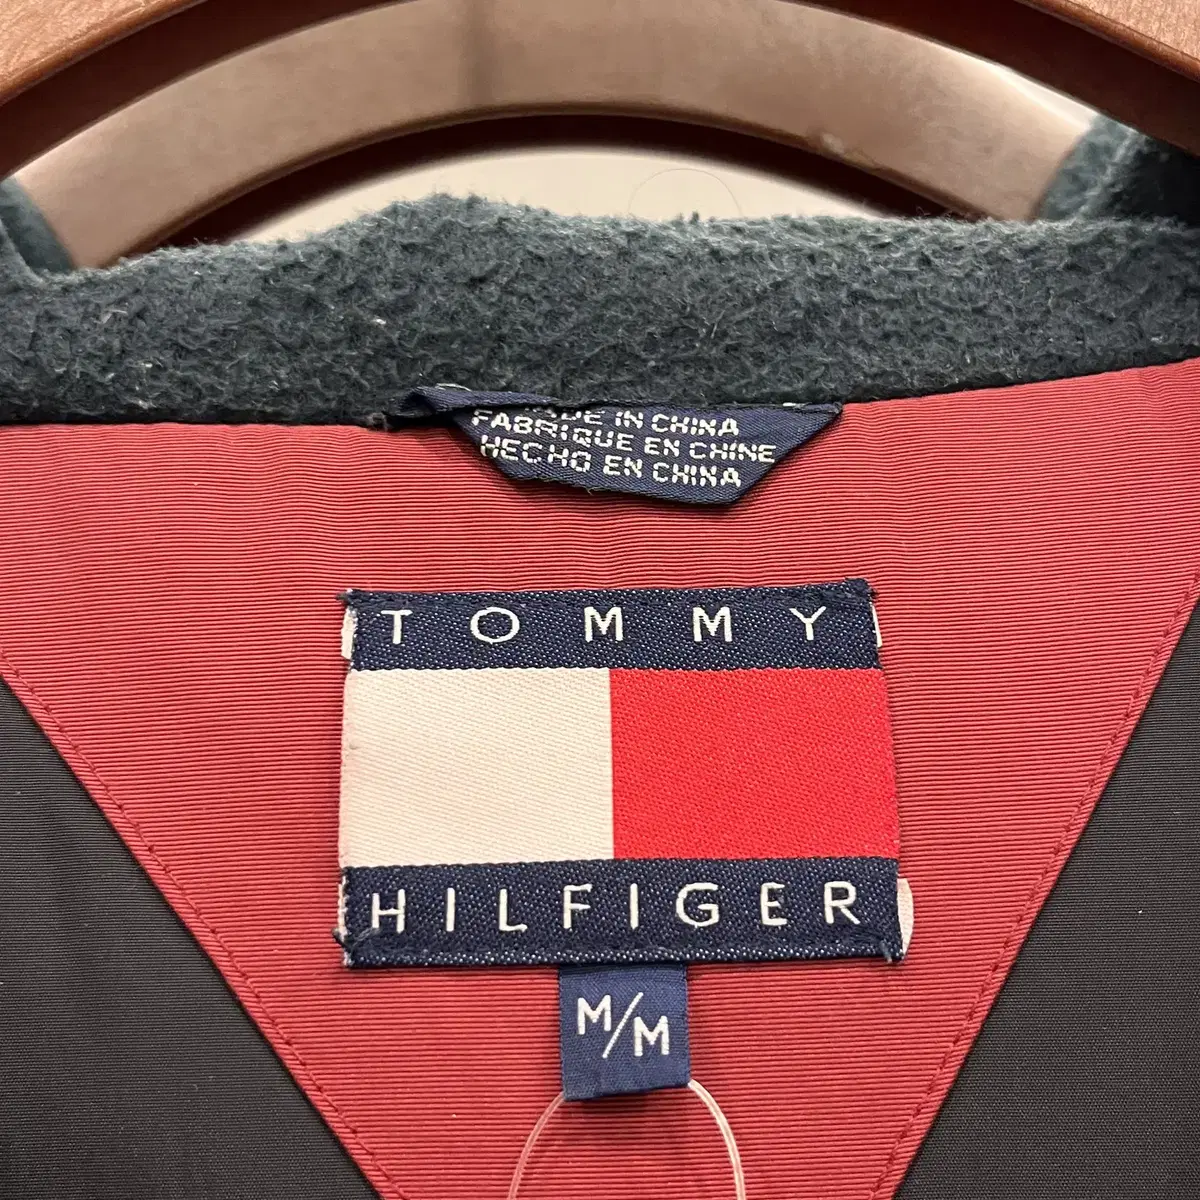 MADE IN CHINA
FABRIQUE EN CHINE
HECHO EN CHINA
TOMMY
HILFIGER
M/M